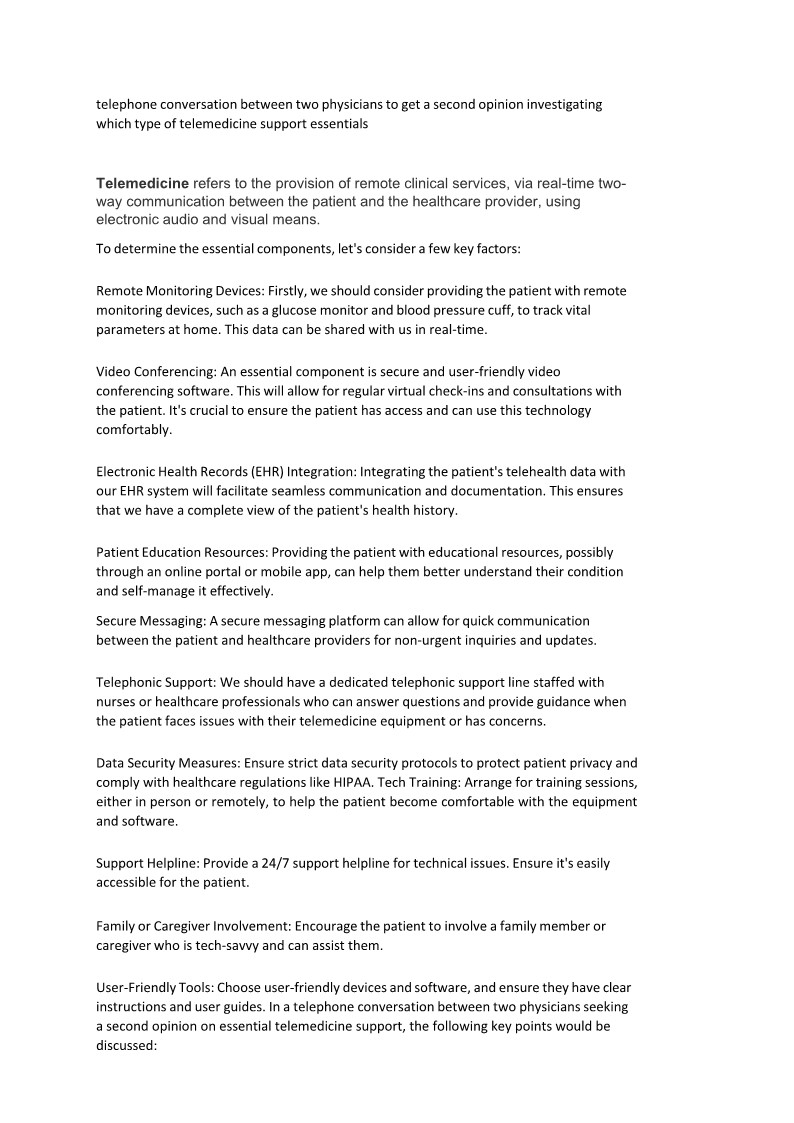 telephone conversation between two physicians to get a second opinion investigating
which type of telemedicine support essentials
Telemedicine refers to the provision of remote clinical services, via real-time two-
way communication between the patient and the healthcare provider, using
electronic audio and visual means.
To determine the essential components, let's consider a few key factors:
Remote Monitoring Devices: Firstly, we should consider providing the patient with remote
monitoring devices, such as a glucose monitor and blood pressure cuff, to track vital
parameters at home. This data can be shared with us in real-time.
Video Conferencing: An essential component is secure and user-friendly video
conferencing software. This will allow for regular virtual check-ins and consultations with
the patient. It's crucial to ensure the patient has access and can use this technology
comfortably.
Electronic Health Records (EHR) Integration: Integrating the patient's telehealth data with
our EHR system will facilitate seamless communication and documentation. This ensures
that we have a complete view of the patient's health history.
Patient Education Resources: Providing the patient with educational resources, possibly
through an online portal or mobile app, can help them better understand their condition
and self-manage it effectively.
Secure Messaging: A secure messaging platform can allow for quick communication
between the patient and healthcare providers for non-urgent inquiries and updates.
Telephonic Support: We should have a dedicated telephonic support line staffed with
nurses or healthcare professionals who can answer questions and provide guidance when
the patient faces issues with their telemedicine equipment or has concerns.
Data Security Measures: Ensure strict data security protocols to protect patient privacy and
comply with healthcare regulations like HIPAA. Tech Training: Arrange for training sessions,
either in person or remotely, to help the patient become comfortable with the equipment
and software.
Support Helpline: Provide a 24/7 support helpline for technical issues. Ensure it's easily
accessible for the patient.
Family or Caregiver Involvement: Encourage the patient to involve a family member or
caregiver who is tech-savvy and can assist them.
User-Friendly Tools: Choose user-friendly devices and software, and ensure they have clear
instructions and user guides. In a telephone conversation between two physicians seeking
a second opinion on essential telemedicine support, the following key points would be
discussed: